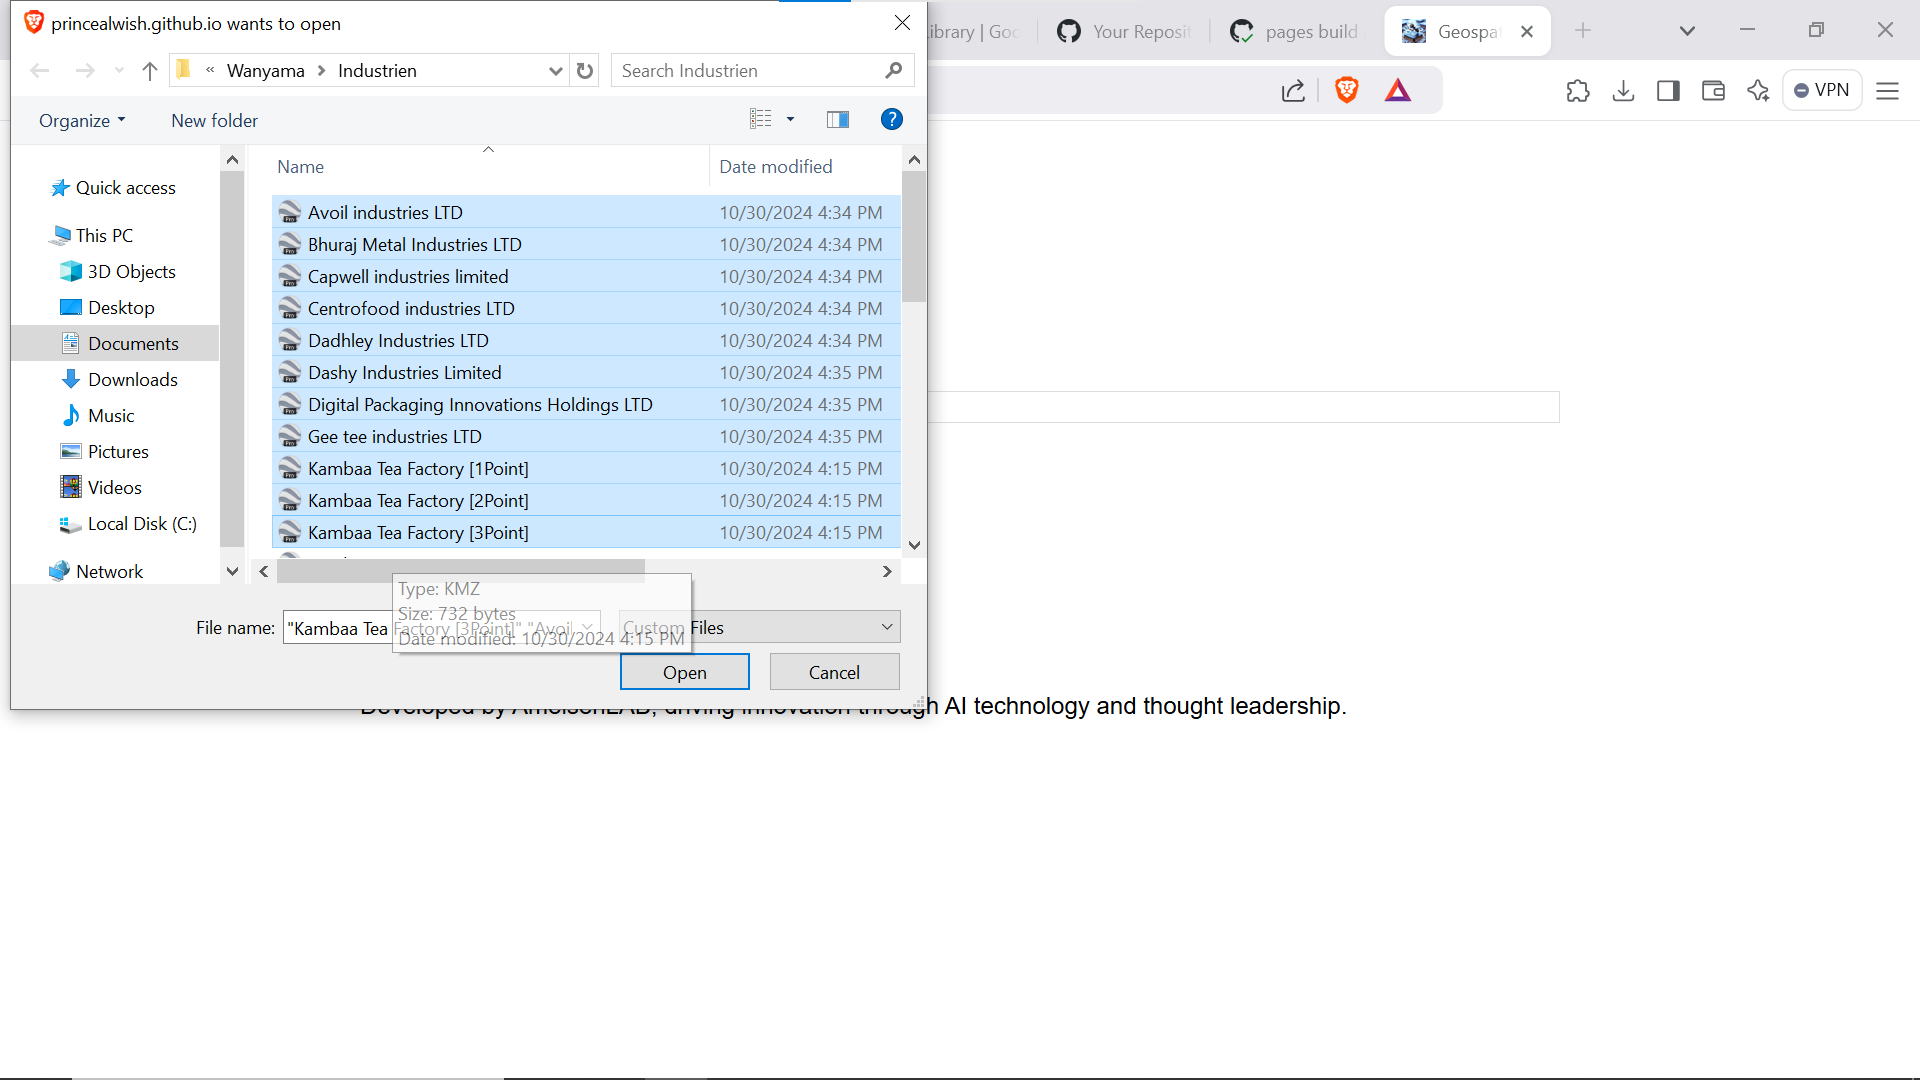 princealwish.github.io wants to open
Library | Goo
Your Reposit
pages build
Geospat
« Wanyama > Industrien
Search Industrien
VPN
Organize
New folder
Name
Date modified
Quick access
This PC
3D Objects
Desktop
Documents
Downloads
Music
Pictures
Videos
Local Disk (C:)
Network
Avoil industries LTD 10/30/2024 4:34 PM
Bhuraj Metal Industries LTD 10/30/2024 4:34 PM
Capwell industries limited 10/30/2024 4:34 PM
Centrofood industries LTD 10/30/2024 4:34 PM
Dadhley Industries LTD 10/30/2024 4:34 PM
Dashy Industries Limited 10/30/2024 4:35 PM
Digital Packaging Innovations Holdings LTD 10/30/2024 4:35 PM
Gee tee industries LTD 10/30/2024 4:35 PM
Kambaa Tea Factory [1Point] 10/30/2024 4:15 PM
Kambaa Tea Factory [2Point] 10/30/2024 4:15 PM
Kambaa Tea Factory [3Point] 10/30/2024 4:15 PM
Type: KMZ
Size: 732 bytes
Date modified: 10/30/2024 4:15 PM
File name: "Kambaa Tea Factory [3Point]" "Avoil
Custom Files
Open
Cancel
Developed by AmeisenLAB, driving innovation through AI technology and thought leadership.